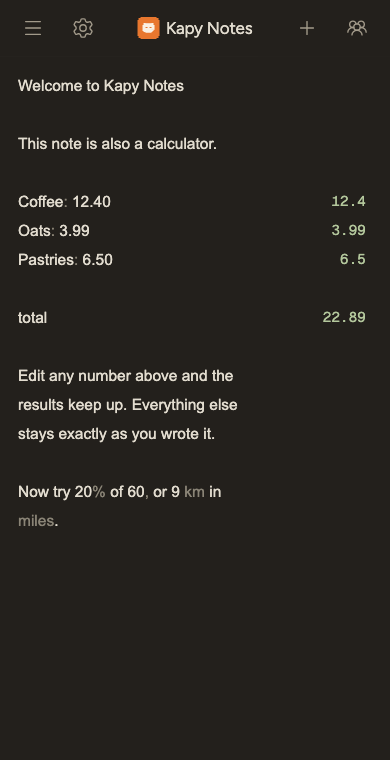 Kapy Notes
Welcome to Kapy Notes
This note is also a calculator.
Coffee: 12.40 12.4
Oats: 3.99 3.99
Pastries: 6.50 6.5
total 22.89
Edit any number above and the
results keep up. Everything else
stays exactly as you wrote it.
Now try 20% of 60, or 9 km in
miles.